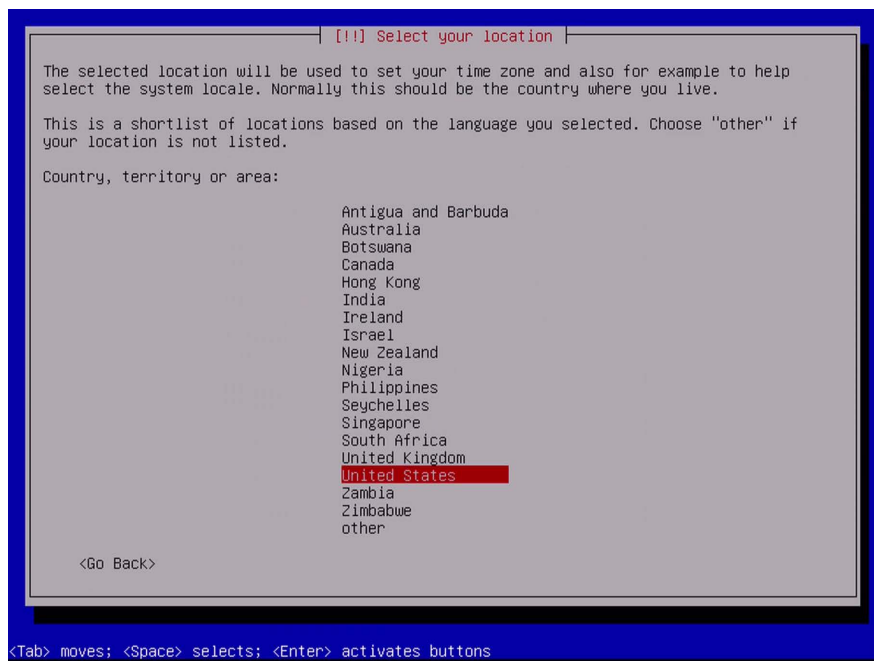 [!!] Select your location
The selected location will be used to set your time zone and also for example to help
select the system locale. Normally this should be the country where you live.
This is a shortlist of locations based on the language you selected. Choose "other" if
your location is not listed.
Country, territory or area:
Antigua and Barbuda
Australia
Botswana
Canada
Hong Kong
India
Ireland
Israel
New Zealand
Nigeria
Philippines
Seychelles
Singapore
South Africa
United Kingdom
United States
Zambia
Zimbabwe
other
<Go Back>
<Tab> moves; <Space> selects; <Enter> activates buttons